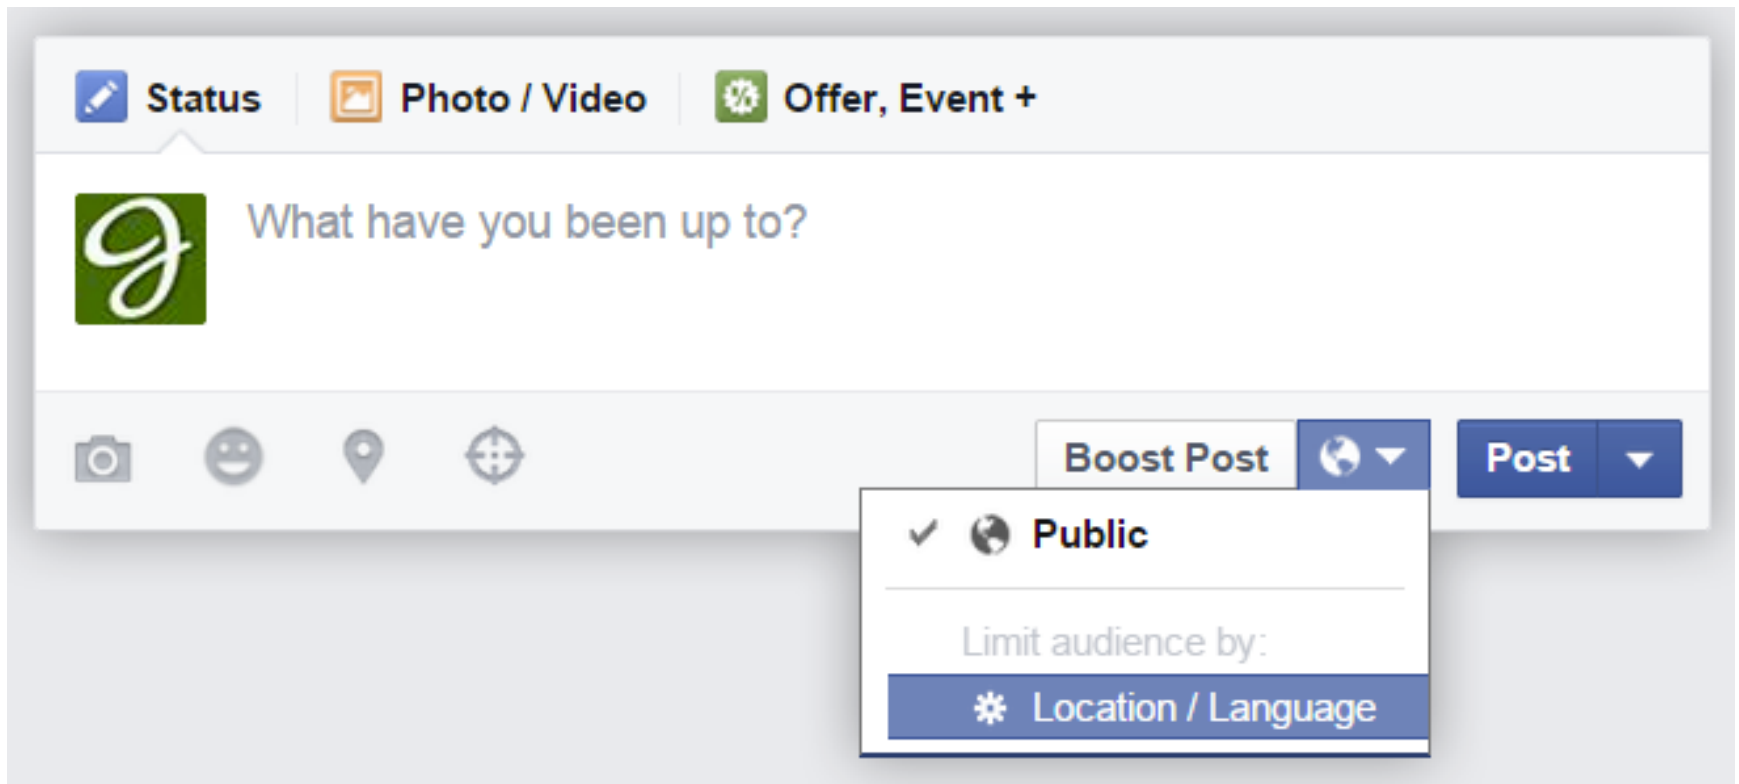 Status Photo / Video Offer, Event +
What have you been up to?
Boost Post Post
Public
Limit audience by:
Location / Language